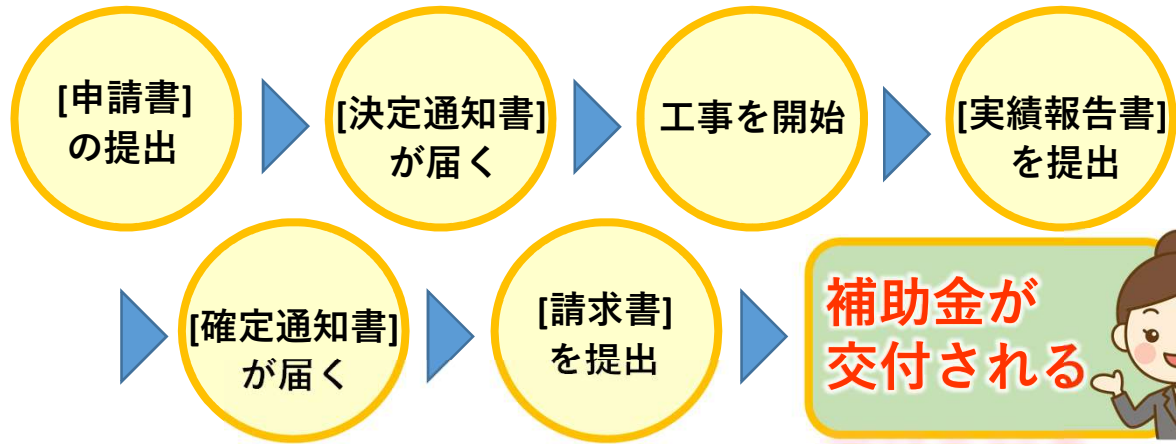 [申請書]
の提出
[決定通知書]
が届く
工事を開始
[実績報告書]
を提出
[確定通知書]
が届く
[請求書]
を提出
補助金が
交付される